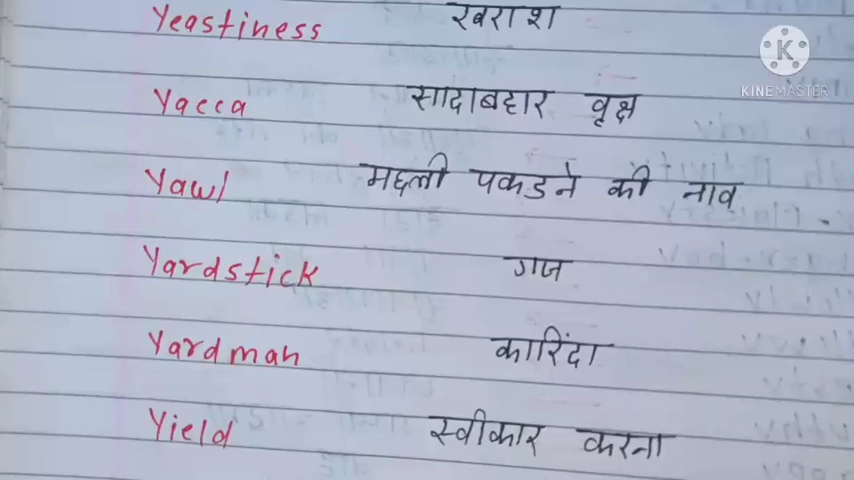 Yeastiness खराश
KINEMASTER
Yacca सादाबहार वृक्ष
Yawl मछली पकडने की नाव
Yardstick गज
Yardman कारिंदा
Yield स्वीकार करना